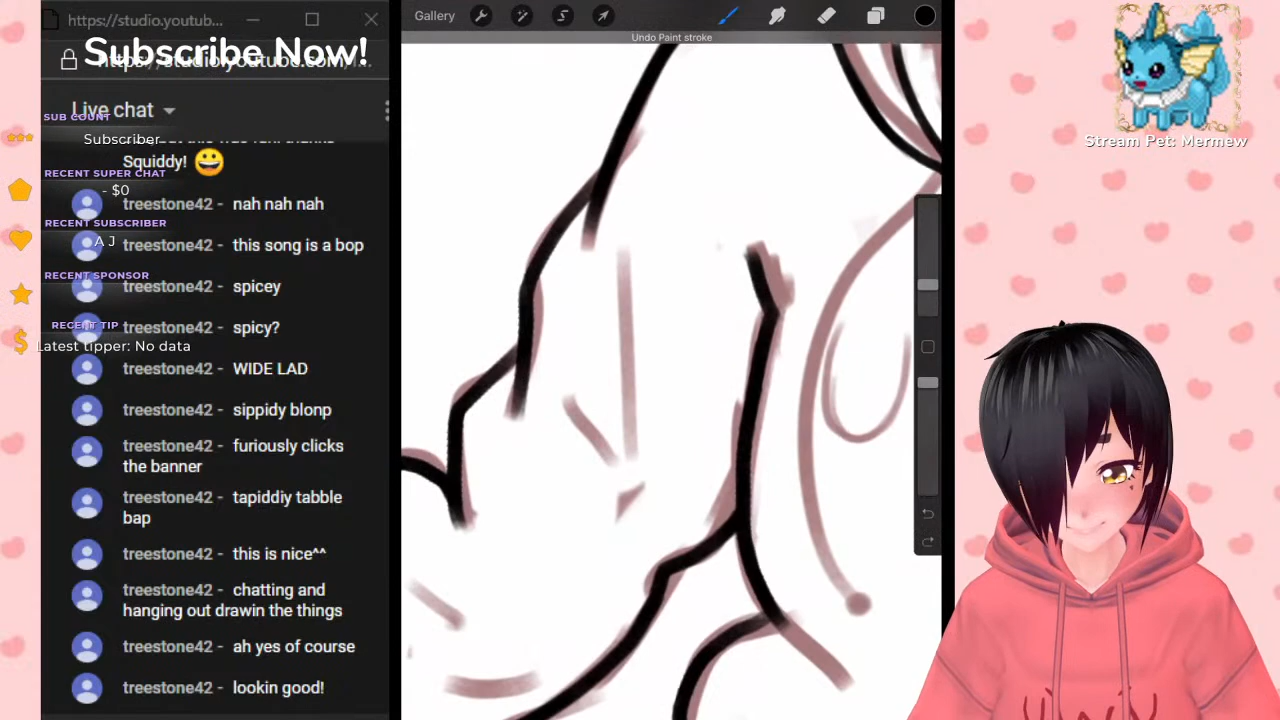 https://studio.youtub...
Subscribe Now!
https://studio.youtube.com/
Live chat
SUB COUNT
Subscriber
Squiddy! 😀
RECENT SUPER CHAT
- $0
treestone42 - nah nah nah
RECENT SUBSCRIBER
A J
treestone42 - this song is a bop
RECENT SPONSOR
treestone42 - spicey
RECENT TIP
treestone42 - spicy?
Latest tipper: No data
treestone42 - WIDE LAD
treestone42 - sippidy blonp
treestone42 - furiously clicks
the banner
treestone42 - tapiddiy tabble
bap
treestone42 - this is nice^^
treestone42 - chatting and
hanging out drawin the things
treestone42 - ah yes of course
treestone42 - lookin good!
Gallery
Undo Paint stroke
Stream Pet: Mermew